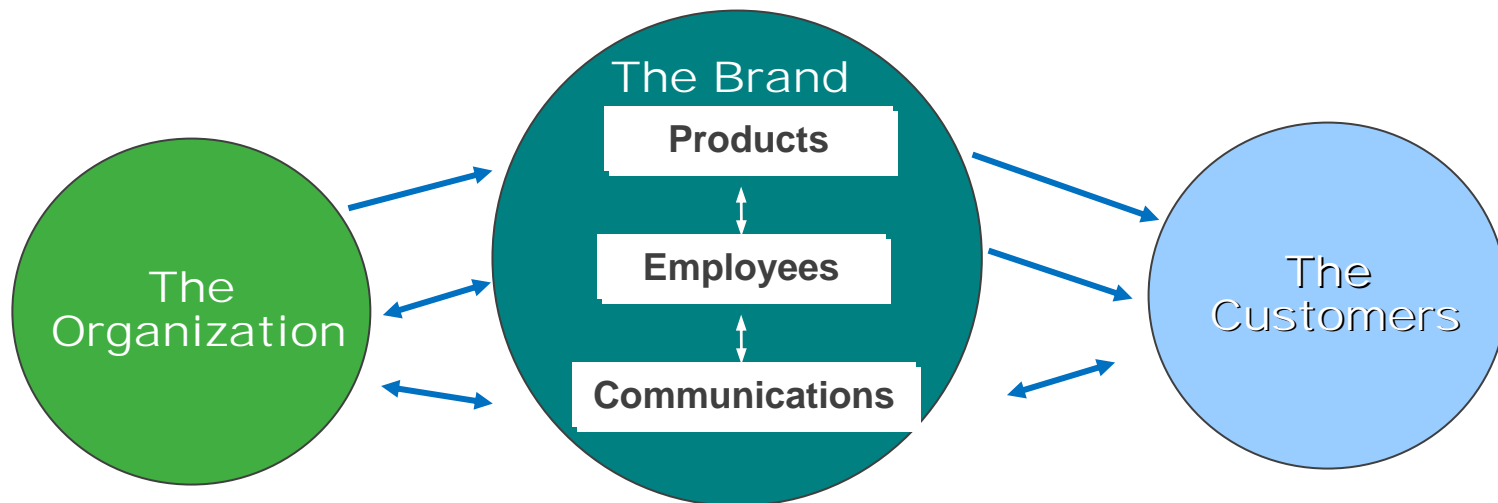 The Brand
Products
Employees
Communications
The
Organization
The
Customers